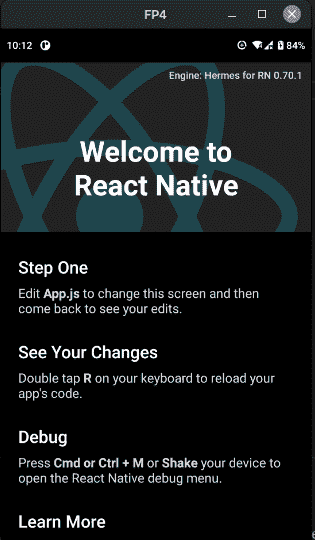 FP4
10:12
84%
Engine: Hermes for RN 0.70.1
Welcome to
React Native
Step One
Edit App.js to change this screen and then
come back to see your edits.
See Your Changes
Double tap R on your keyboard to reload your
app's code.
Debug
Press Cmd or Ctrl + M or Shake your device to
open the React Native debug menu.
Learn More